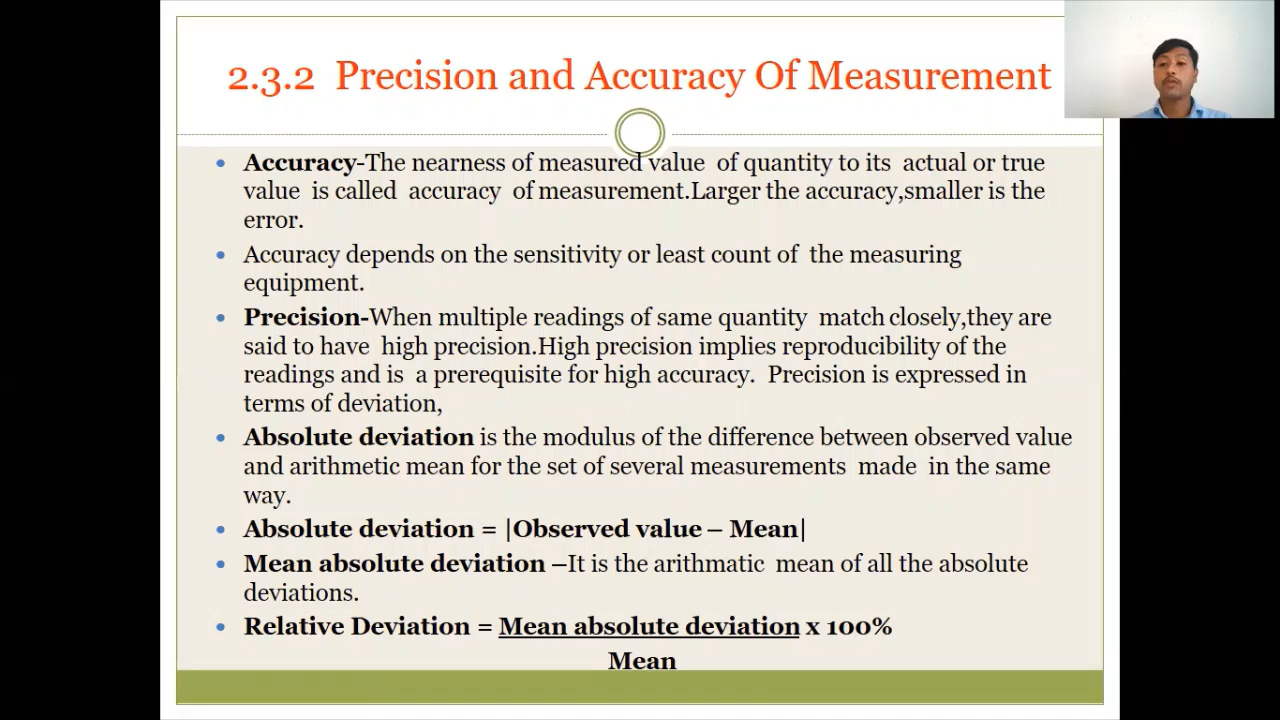 2.3.2 Precision and Accuracy Of Measurement
• Accuracy-The nearness of measured value of quantity to its actual or true
value is called accuracy of measurement.Larger the accuracy,smaller is the
error.
• Accuracy depends on the sensitivity or least count of the measuring
equipment.
• Precision-When multiple readings of same quantity match closely,they are
said to have high precision.High precision implies reproducibility of the
readings and is a prerequisite for high accuracy. Precision is expressed in
terms of deviation,
• Absolute deviation is the modulus of the difference between observed value
and arithmetic mean for the set of several measurements made in the same
way.
• Absolute deviation = |Observed value – Mean|
• Mean absolute deviation –It is the arithmatic mean of all the absolute
deviations.
• Relative Deviation = Mean absolute deviation x 100%
Mean